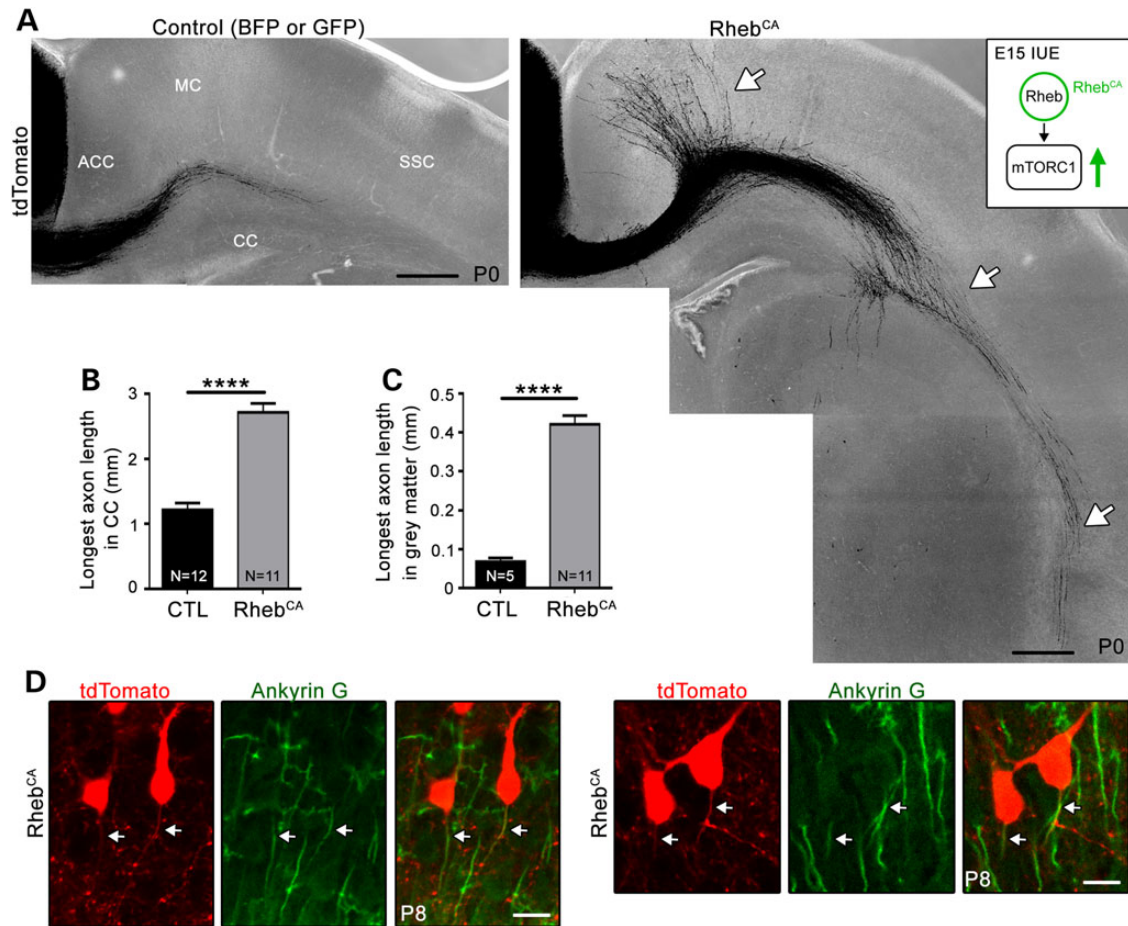 A
Control (BFP or GFP)
Rheb^CA
tdTomato
MC
ACC
SSC
CC
P0
E15 IUE
Rheb
Rheb^CA
mTORC1
P0
B
****
Longest axon length
in CC (mm)
3
2
1
0
N=12
N=11
CTL
Rheb^CA
C
****
Longest axon length
in grey matter (mm)
0.5
0.4
0.3
0.2
0.1
0
N=5
N=11
CTL
Rheb^CA
D
tdTomato
Ankyrin G
Rheb^CA
P8
tdTomato
Ankyrin G
Rheb^CA
P8